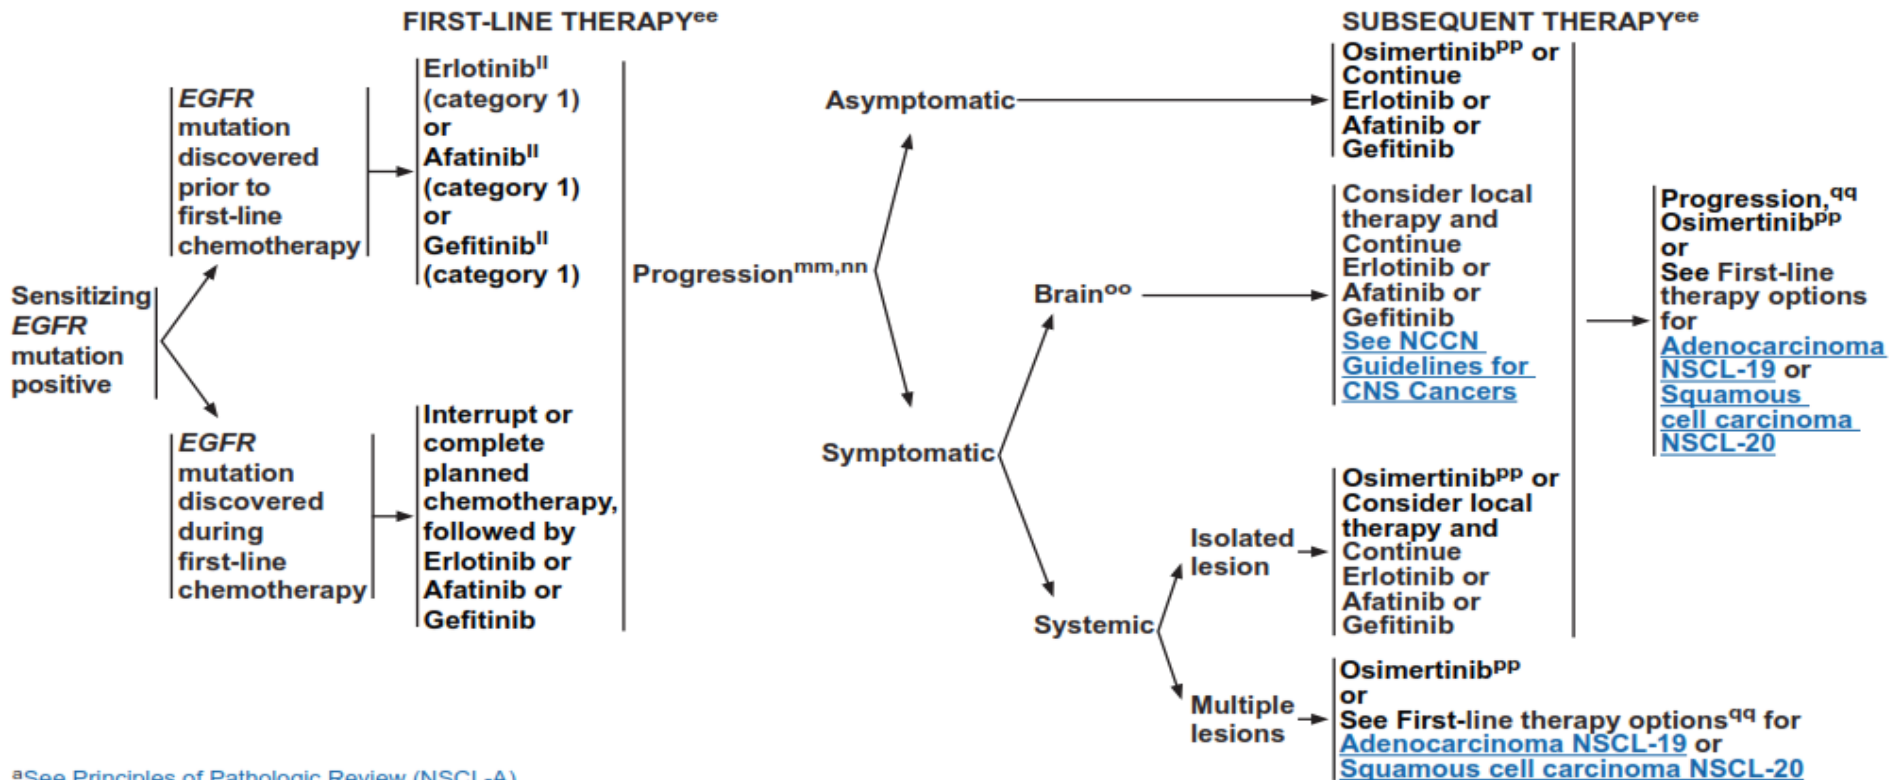 FIRST-LINE THERAPYee
SUBSEQUENT THERAPYee
Sensitizing
EGFR
mutation
positive
EGFR
mutation
discovered
prior to
first-line
chemotherapy
Erlotinibll
(category 1)
or
Afatinibll
(category 1)
or
Gefitinibll
(category 1)
EGFR
mutation
discovered
during
first-line
chemotherapy
Interrupt or
complete
planned
chemotherapy,
followed by
Erlotinib or
Afatinib or
Gefitinib
Progressionmm,nn
Asymptomatic
Osimertinibpp or
Continue
Erlotinib or
Afatinib or
Gefitinib
Symptomatic
Brainoo
Consider local
therapy and
Continue
Erlotinib or
Afatinib or
Gefitinib
See NCCN
Guidelines for
CNS Cancers
Systemic
Isolated
lesion
Osimertinibpp or
Consider local
therapy and
Continue
Erlotinib or
Afatinib or
Gefitinib
Multiple
lesions
Osimertinibpp
or
See First-line therapy optionsqq for
Adenocarcinoma NSCL-19 or
Squamous cell carcinoma NSCL-20
Progression,qq
Osimertinibpp
or
See First-line
therapy options
for
Adenocarcinoma
NSCL-19 or
Squamous
cell carcinoma
NSCL-20
aSee Principles of Pathologic Review (NSCL-A)